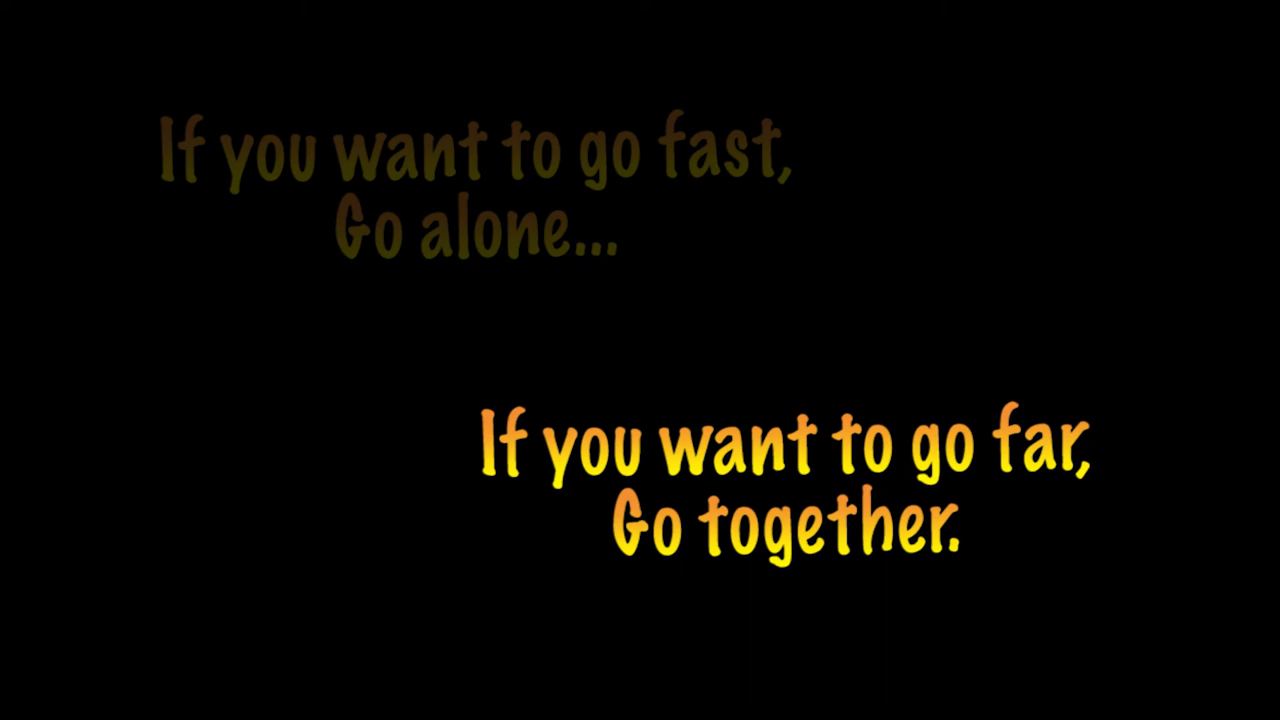 If you want to go fast,
Go alone...
If you want to go far,
Go together.